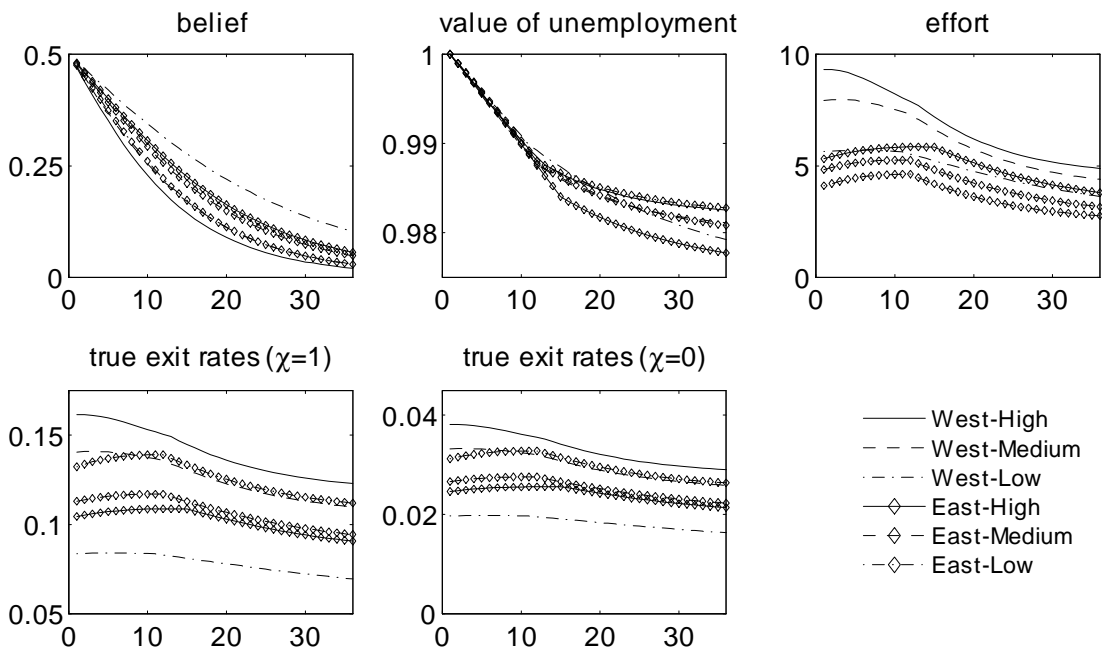 belief
value of unemployment
effort
0.5
0.25
0
0 10 20 30
1
0.99
0.98
0 10 20 30
10
5
0
0 10 20 30
true exit rates (χ=1)
true exit rates (χ=0)
0.15
0.1
0.05
0 10 20 30
0.04
0.02
0
0 10 20 30
West-High
West-Medium
West-Low
East-High
East-Medium
East-Low